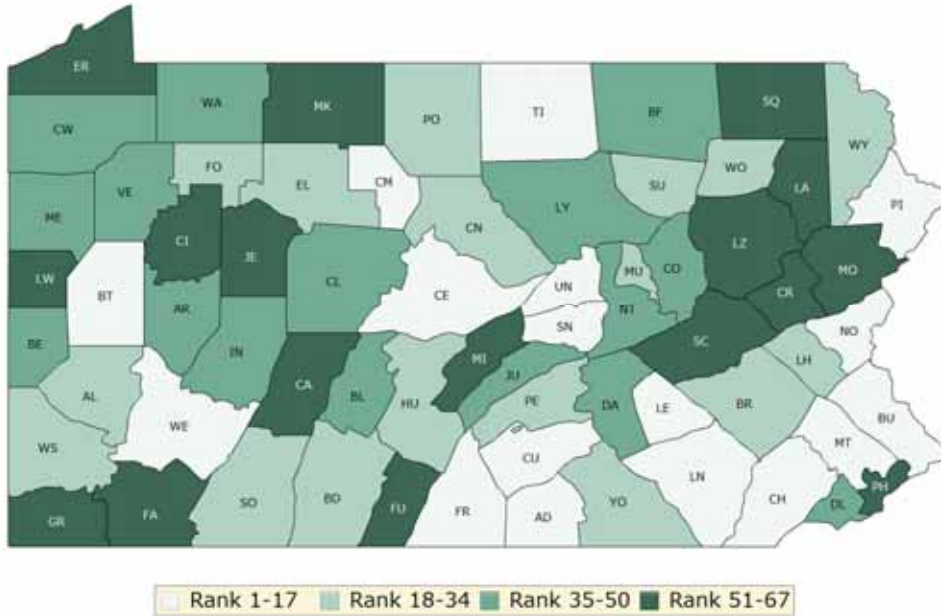 ER
WA
MK
PO
TI
BF
SQ
WY
CW
FO
EL
CM
SU
WO
LA
PI
ME
VE
CI
JE
CN
LY
LZ
LW
BT
CL
CE
UN
MU
CO
MO
AR
IN
NT
CR
SN
NO
BE
CA
BL
HU
MI
JU
SC
LH
AL
WE
PE
DA
LE
BR
BU
WS
CU
MT
SO
BD
FU
FR
AD
YO
LN
CH
DL
PH
GR
FA
Rank 1-17 Rank 18-34 Rank 35-50 Rank 51-67